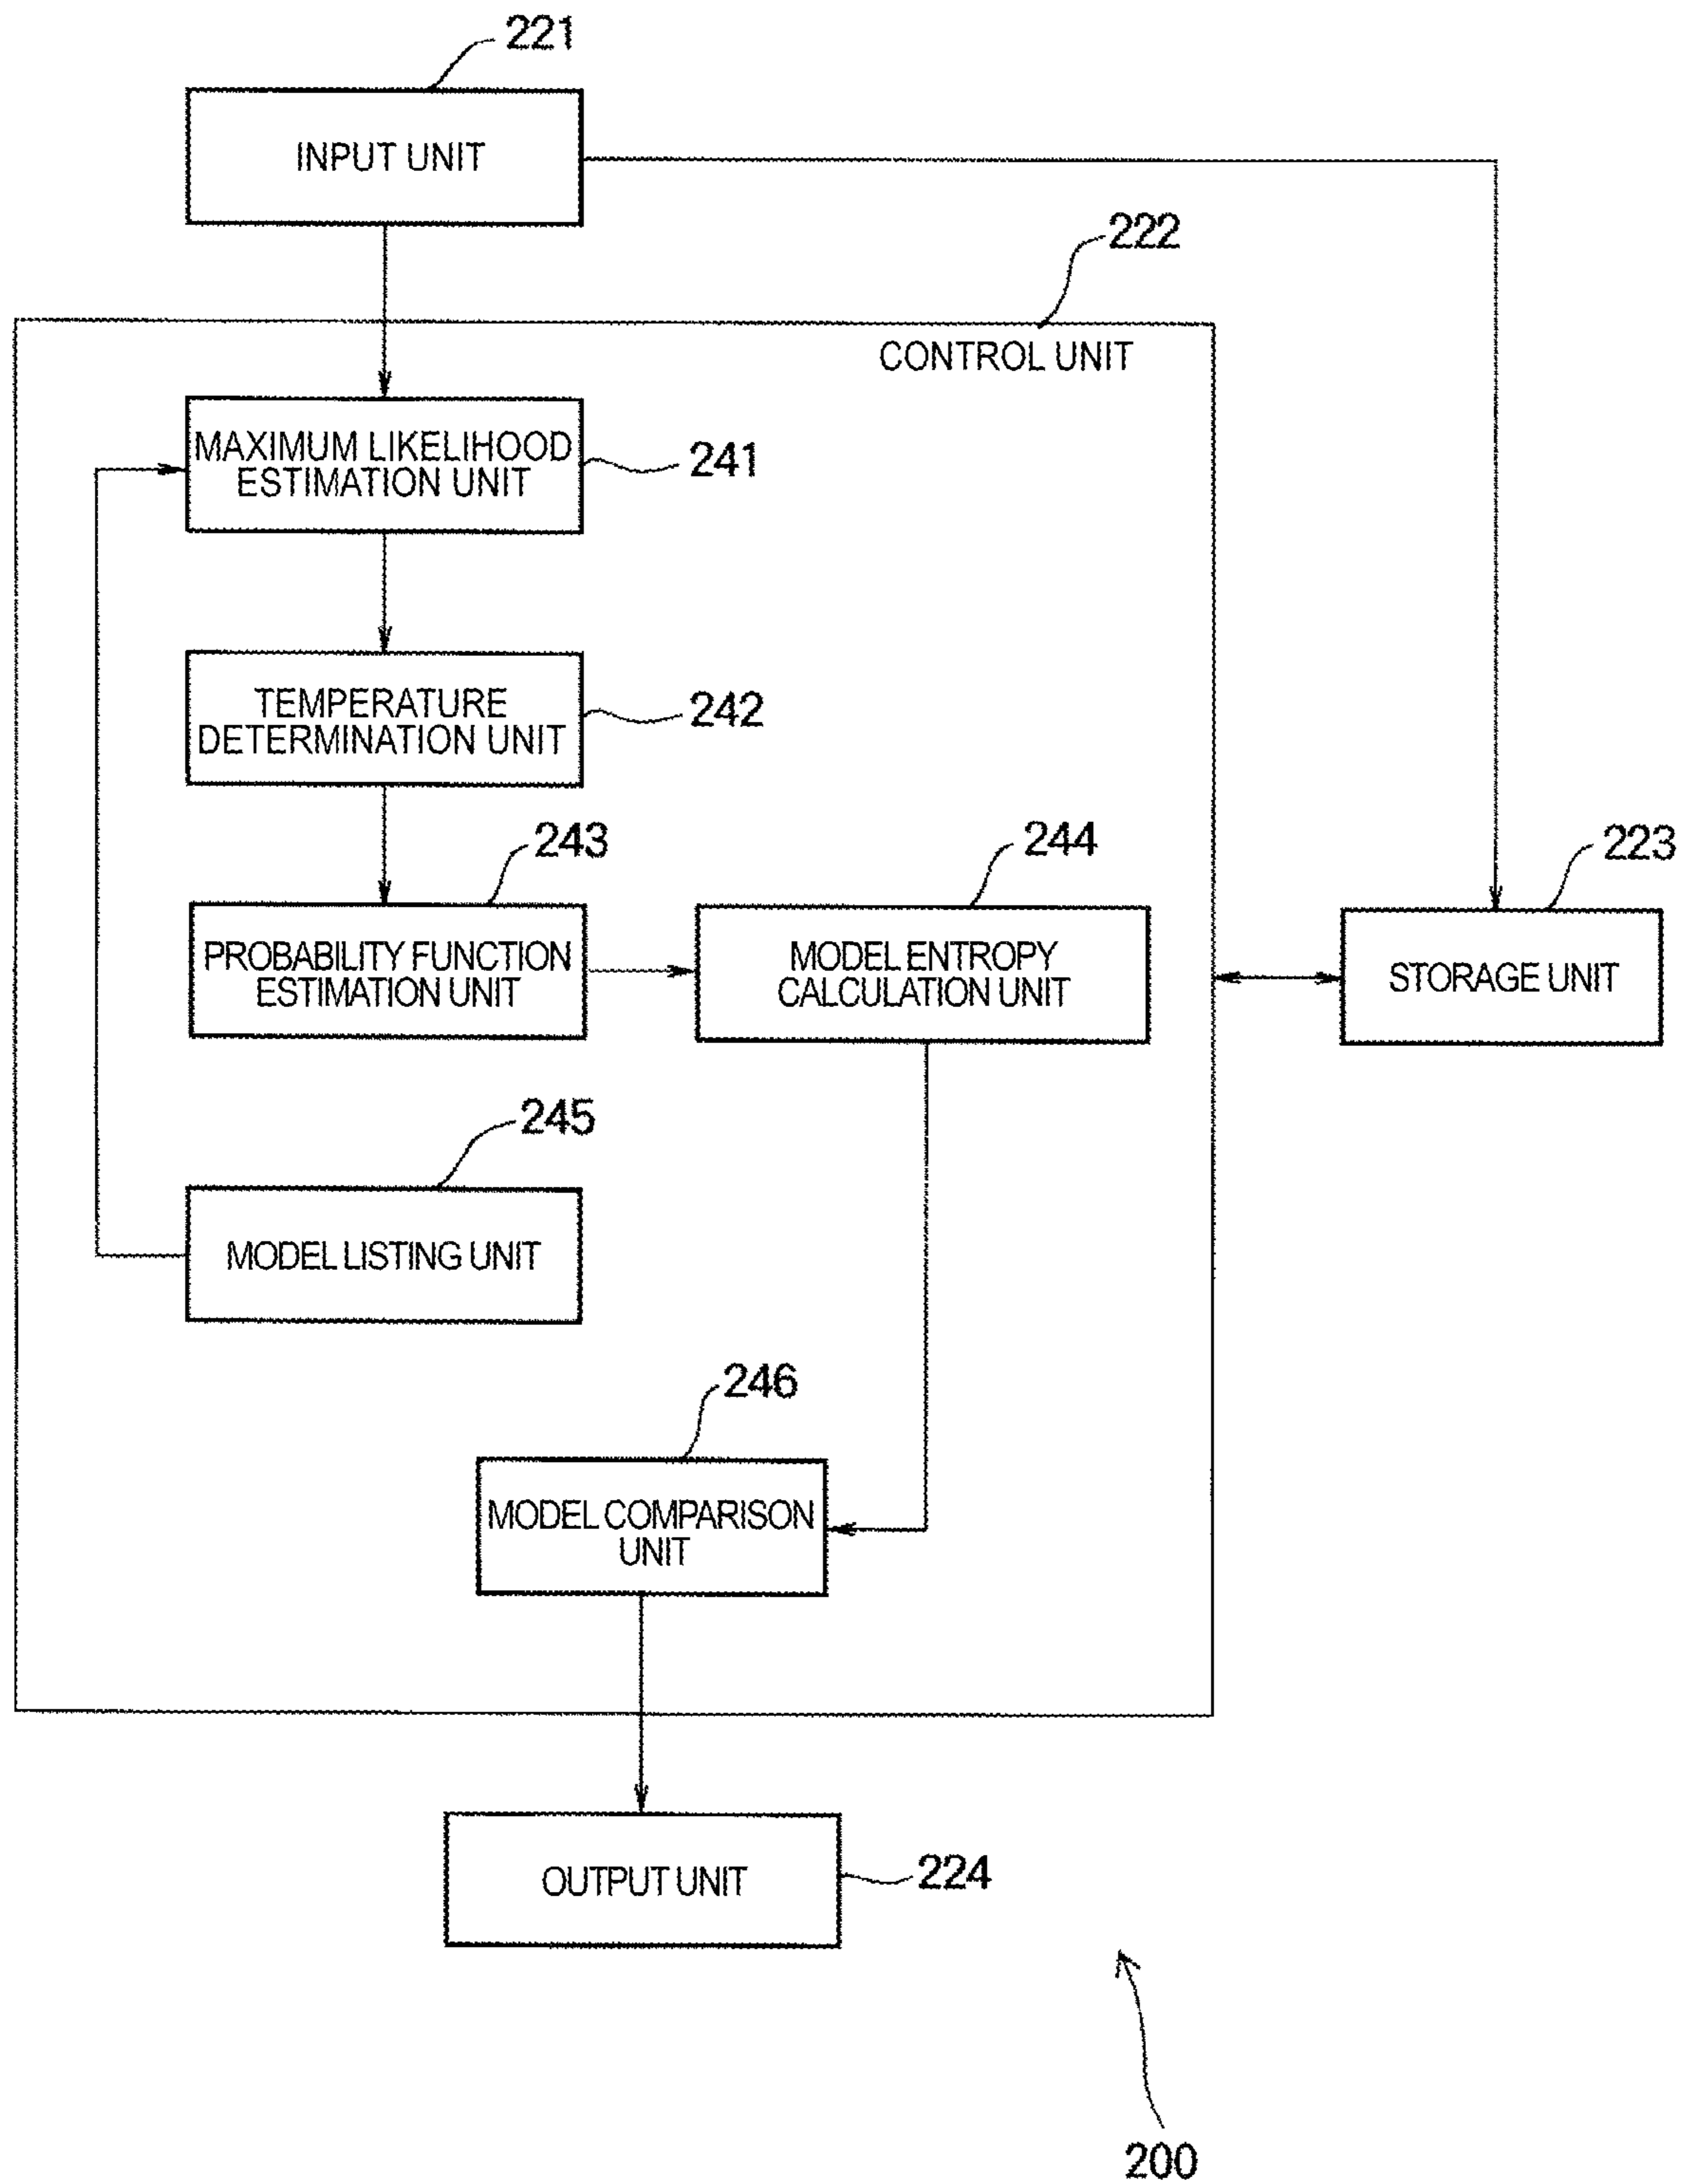 221
INPUT UNIT
222
CONTROL UNIT
MAXIMUM LIKELIHOOD
ESTIMATION UNIT
241
TEMPERATURE
DETERMINATION UNIT
242
243
244
223
PROBABILITY FUNCTION
ESTIMATION UNIT
MODEL ENTROPY
CALCULATION UNIT
STORAGE UNIT
245
MODEL LISTING UNIT
246
MODEL COMPARISON
UNIT
OUTPUT UNIT
224
200